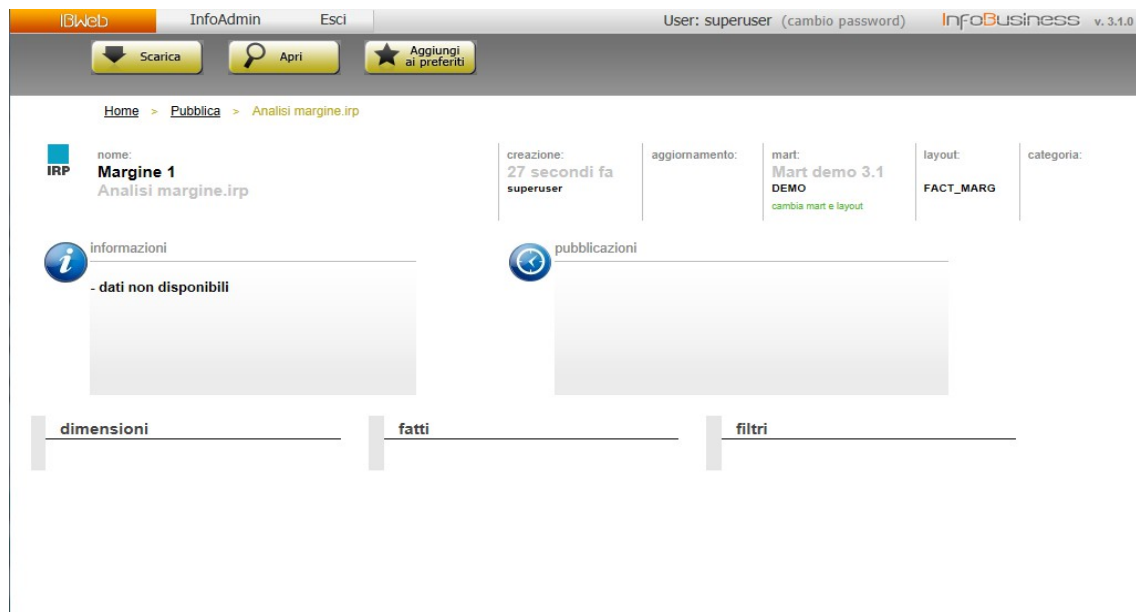 IBWeb InfoAdmin Esci User: superuser (cambio password) InfoBusiness v. 3.1.0
Scarica Apri Aggiungi
ai preferiti
Home > Pubblica > Analisi margine.irp
IRP
nome:
Margine 1
Analisi margine.irp
creazione:
27 secondi fa
superuser
aggiornamento:
mart:
Mart demo 3.1
DEMO
cambia mart e layout
layout:
FACT_MARG
categoria:
informazioni
- dati non disponibili
pubblicazioni
dimensioni fatti filtri